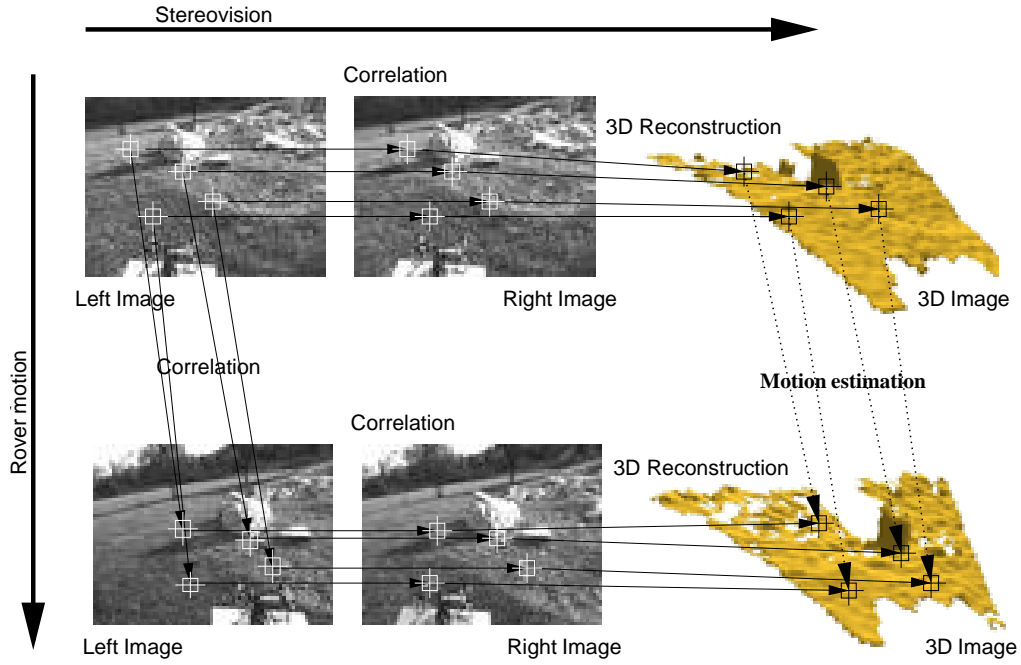 Stereovision
Correlation
3D Reconstruction
Left Image
Right Image
3D Image
Correlation
Motion estimation
Rover motion
Correlation
3D Reconstruction
Left Image
Right Image
3D Image